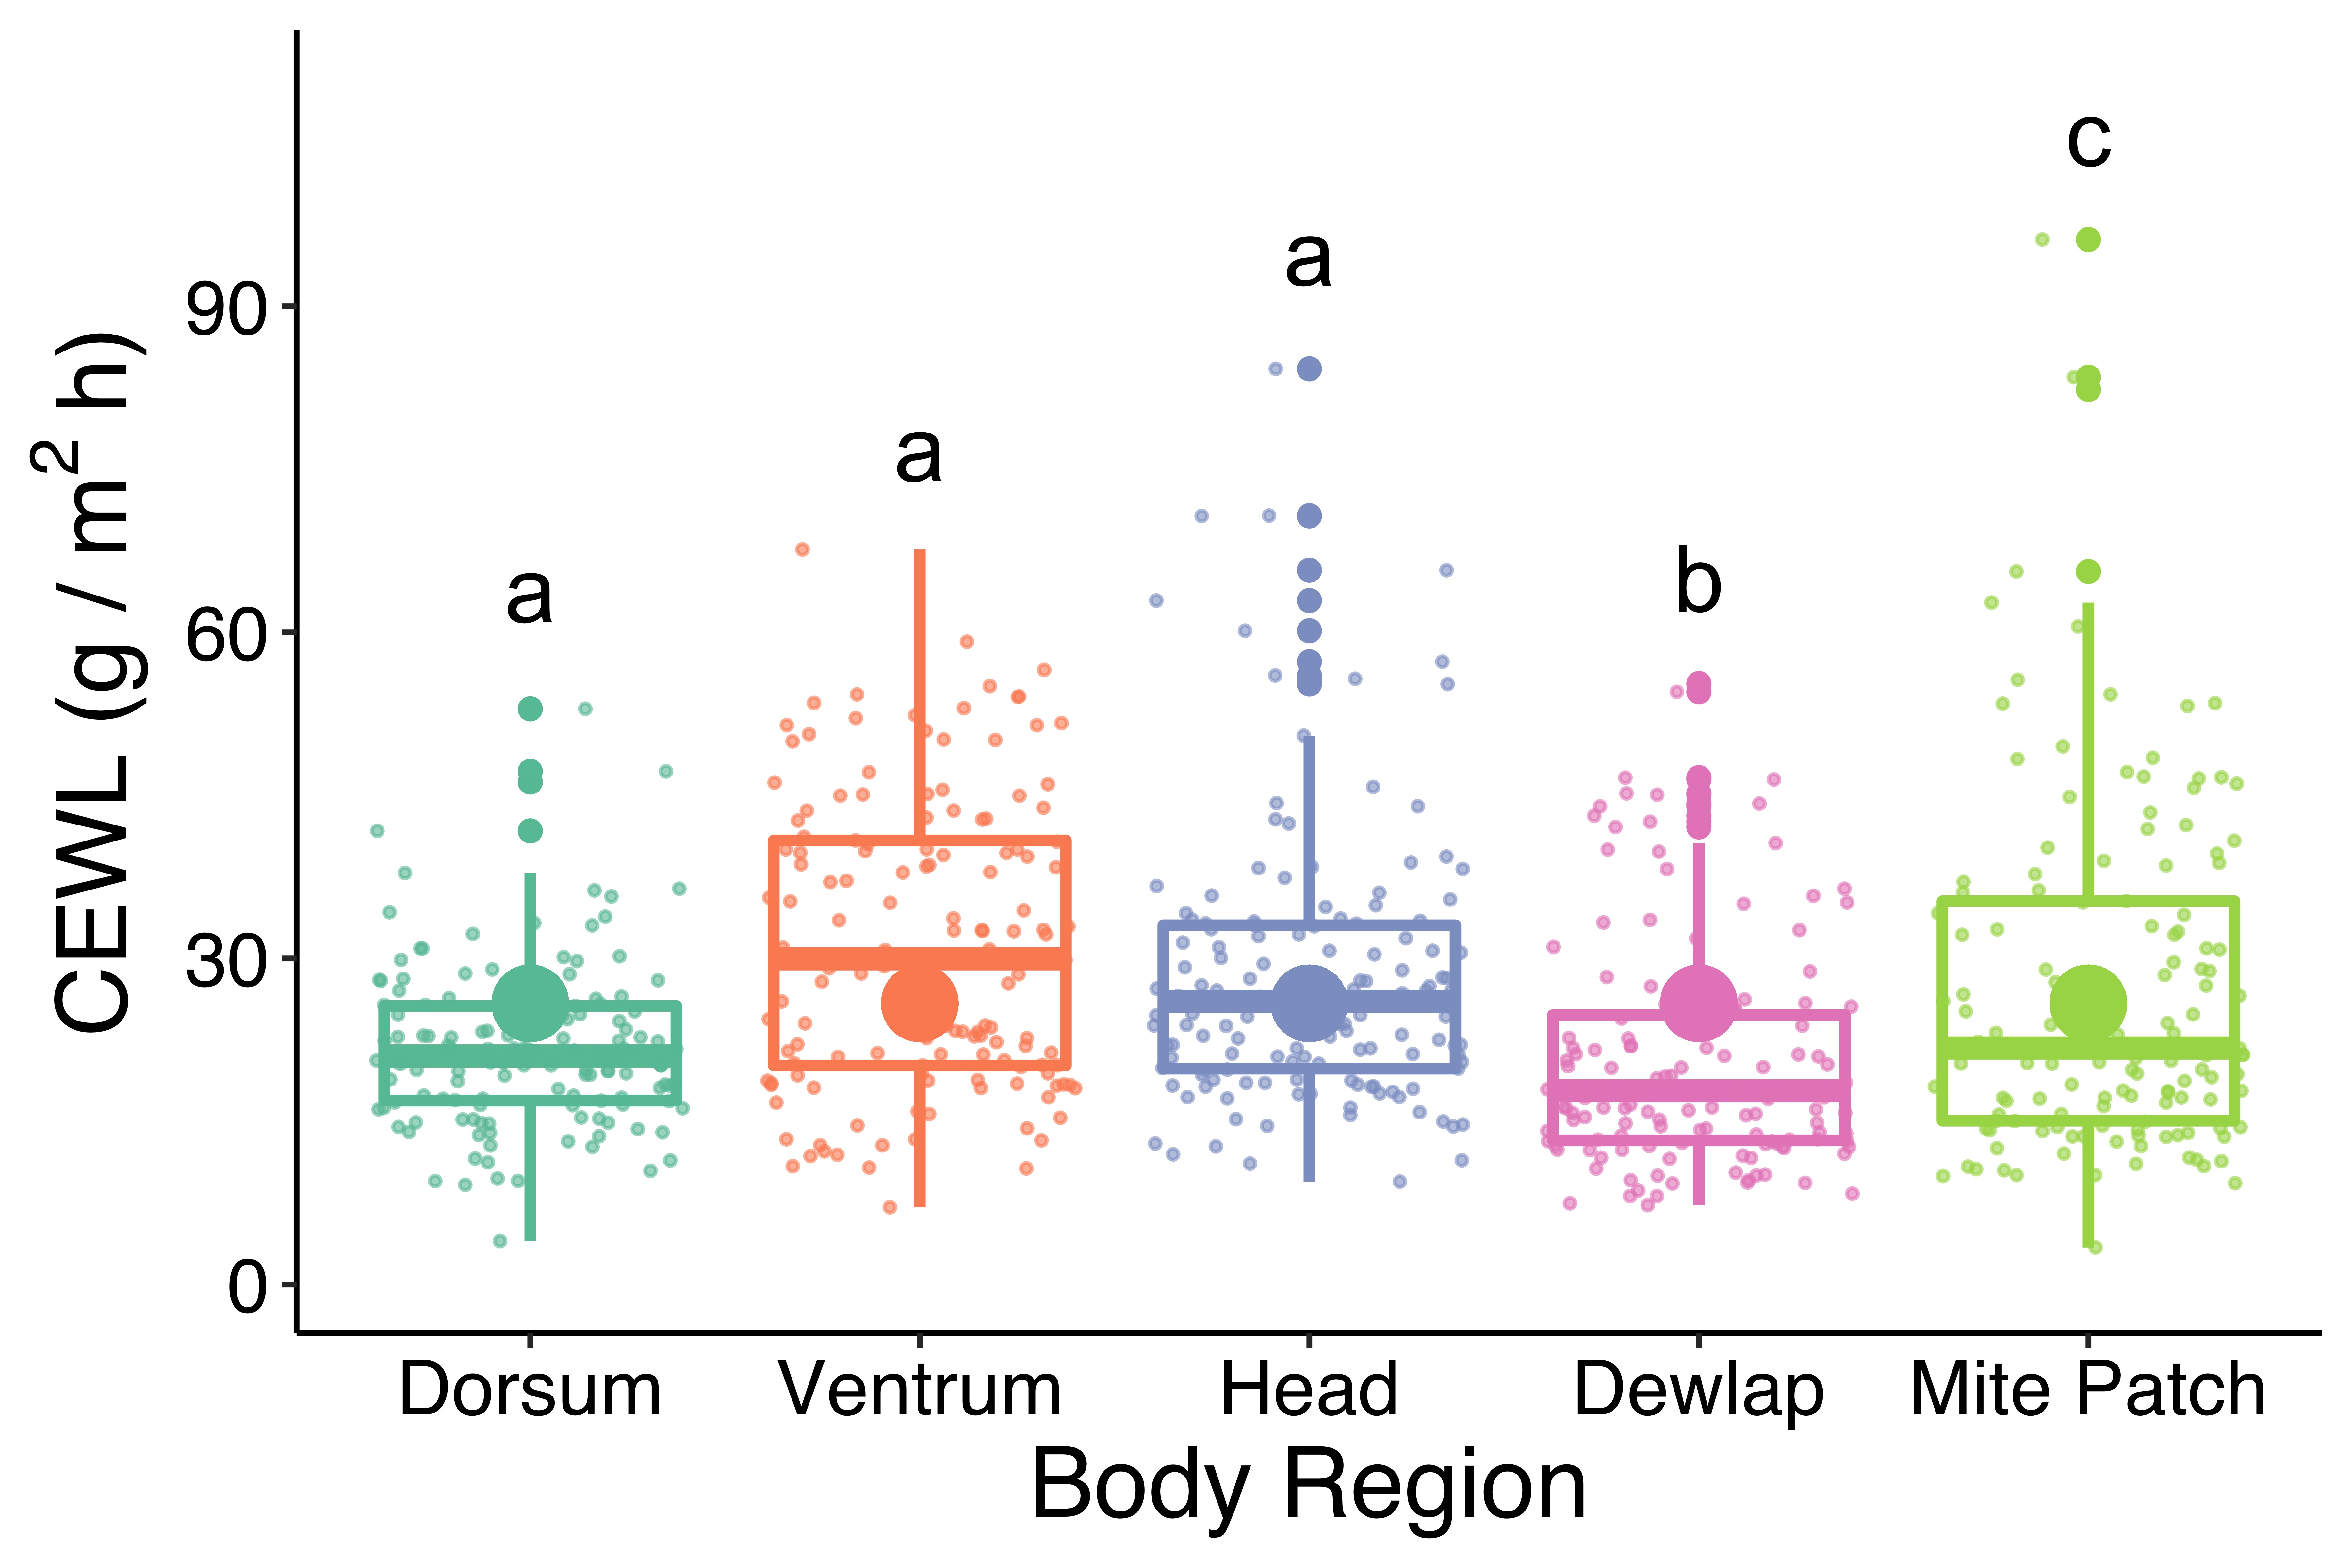 c
a
a
a
b
CEWL (g / m² h)
90
60
30
0
Dorsum Ventrum Head Dewlap Mite Patch
Body Region